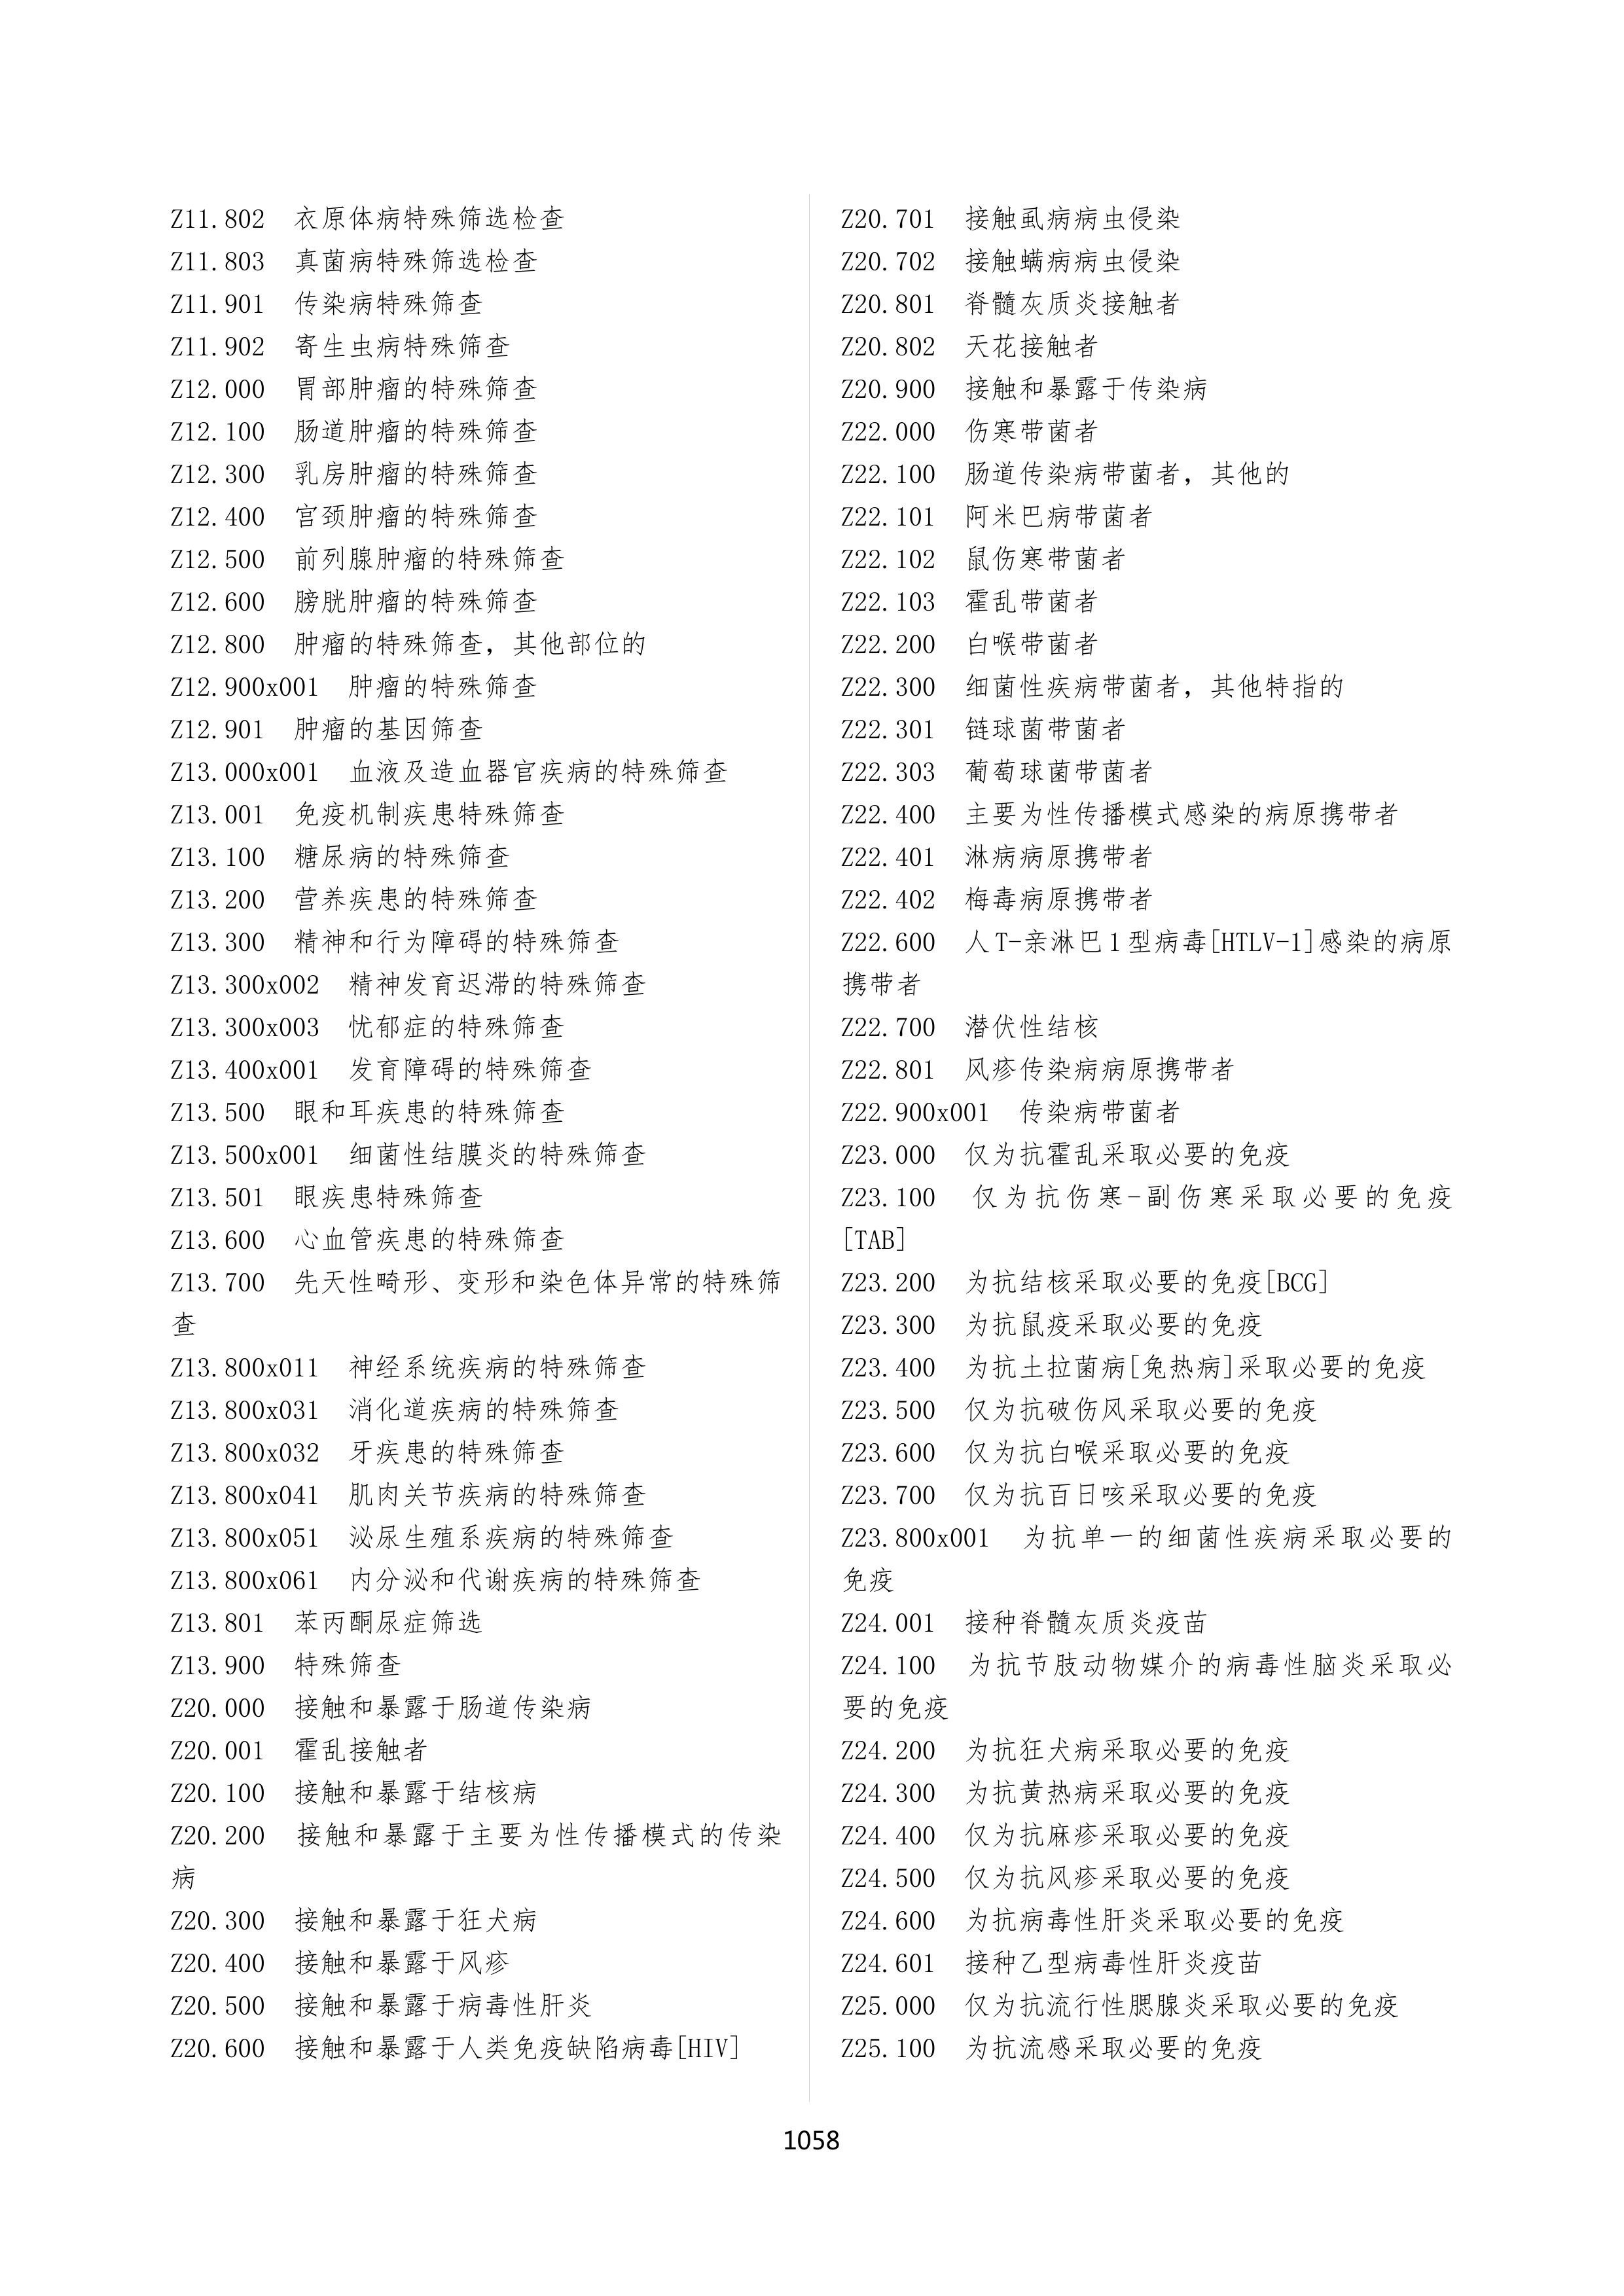 Z11.802 衣原体病特殊筛选检查
Z11.803 真菌病特殊筛选检查
Z11.901 传染病特殊筛查
Z11.902 寄生虫病特殊筛查
Z12.000 胃部肿瘤的特殊筛查
Z12.100 肠道肿瘤的特殊筛查
Z12.300 乳房肿瘤的特殊筛查
Z12.400 宫颈肿瘤的特殊筛查
Z12.500 前列腺肿瘤的特殊筛查
Z12.600 膀胱肿瘤的特殊筛查
Z12.800 肿瘤的特殊筛查，其他部位的
Z12.900x001 肿瘤的特殊筛查
Z12.901 肿瘤的基因筛查
Z13.000x001 血液及造血器官疾病的特殊筛查
Z13.001 免疫机制疾患特殊筛查
Z13.100 糖尿病的特殊筛查
Z13.200 营养疾患的特殊筛查
Z13.300 精神和行为障碍的特殊筛查
Z13.300x002 精神发育迟滞的特殊筛查
Z13.300x003 忧郁症的特殊筛查
Z13.400x001 发育障碍的特殊筛查
Z13.500 眼和耳疾患的特殊筛查
Z13.500x001 细菌性结膜炎的特殊筛查
Z13.501 眼疾患特殊筛查
Z13.600 心血管疾患的特殊筛查
Z13.700 先天性畸形、变形和染色体异常的特殊筛
查
Z13.800x011 神经系统疾病的特殊筛查
Z13.800x031 消化道疾病的特殊筛查
Z13.800x032 牙疾患的特殊筛查
Z13.800x041 肌肉关节疾病的特殊筛查
Z13.800x051 泌尿生殖系疾病的特殊筛查
Z13.800x061 内分泌和代谢疾病的特殊筛查
Z13.801 苯丙酮尿症筛选
Z13.900 特殊筛查
Z20.000 接触和暴露于肠道传染病
Z20.001 霍乱接触者
Z20.100 接触和暴露于结核病
Z20.200 接触和暴露于主要为性传播模式的传染
病
Z20.300 接触和暴露于狂犬病
Z20.400 接触和暴露于风疹
Z20.500 接触和暴露于病毒性肝炎
Z20.600 接触和暴露于人类免疫缺陷病毒[HIV]
Z20.701 接触虱病病虫侵染
Z20.702 接触螨病病虫侵染
Z20.801 脊髓灰质炎接触者
Z20.802 天花接触者
Z20.900 接触和暴露于传染病
Z22.000 伤寒带菌者
Z22.100 肠道传染病带菌者，其他的
Z22.101 阿米巴病带菌者
Z22.102 鼠伤寒带菌者
Z22.103 霍乱带菌者
Z22.200 白喉带菌者
Z22.300 细菌性疾病带菌者，其他特指的
Z22.301 链球菌带菌者
Z22.303 葡萄球菌带菌者
Z22.400 主要为性传播模式感染的病原携带者
Z22.401 淋病病原携带者
Z22.402 梅毒病原携带者
Z22.600 人T-亲淋巴1型病毒[HTLV-1]感染的病原
携带者
Z22.700 潜伏性结核
Z22.801 风疹传染病病原携带者
Z22.900x001 传染病带菌者
Z23.000 仅为抗霍乱采取必要的免疫
Z23.100 仅为抗伤寒-副伤寒采取必要的免疫
[TAB]
Z23.200 为抗结核采取必要的免疫[BCG]
Z23.300 为抗鼠疫采取必要的免疫
Z23.400 为抗土拉菌病[兔热病]采取必要的免疫
Z23.500 仅为抗破伤风采取必要的免疫
Z23.600 仅为抗白喉采取必要的免疫
Z23.700 仅为抗百日咳采取必要的免疫
Z23.800x001 为抗单一的细菌性疾病采取必要的
免疫
Z24.001 接种脊髓灰质炎疫苗
Z24.100 为抗节肢动物媒介的病毒性脑炎采取必
要的免疫
Z24.200 为抗狂犬病采取必要的免疫
Z24.300 为抗黄热病采取必要的免疫
Z24.400 仅为抗麻疹采取必要的免疫
Z24.500 仅为抗风疹采取必要的免疫
Z24.600 为抗病毒性肝炎采取必要的免疫
Z24.601 接种乙型病毒性肝炎疫苗
Z25.000 仅为抗流行性腮腺炎采取必要的免疫
Z25.100 为抗流感采取必要的免疫
1058